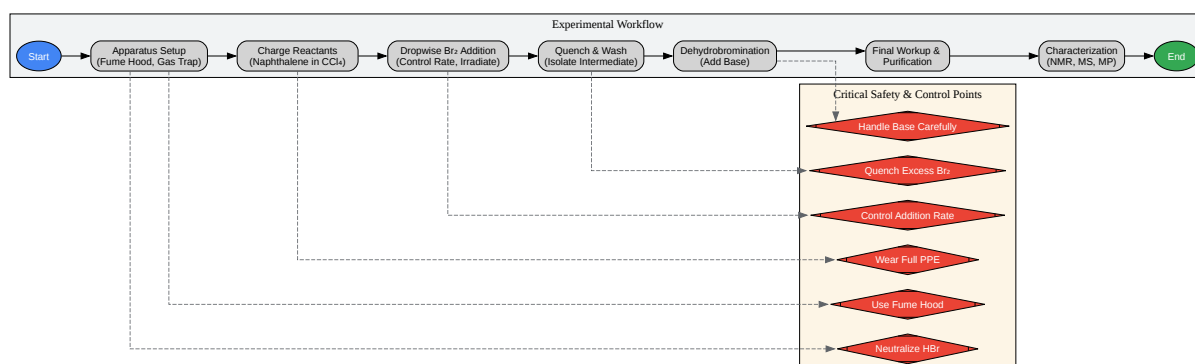 Experimental Workflow
Start
Apparatus Setup
(Fume Hood, Gas Trap)
Charge Reactants
(Naphthalene in CCl₄)
Dropwise Br₂ Addition
(Control Rate, Irradiate)
Quench & Wash
(Isolate Intermediate)
Dehydrobromination
(Add Base)
Final Workup &
Purification
Characterization
(NMR, MS, MP)
End
Critical Safety & Control Points
Handle Base Carefully
Quench Excess Br₂
Control Addition Rate
Wear Full PPE
Use Fume Hood
Neutralize HBr